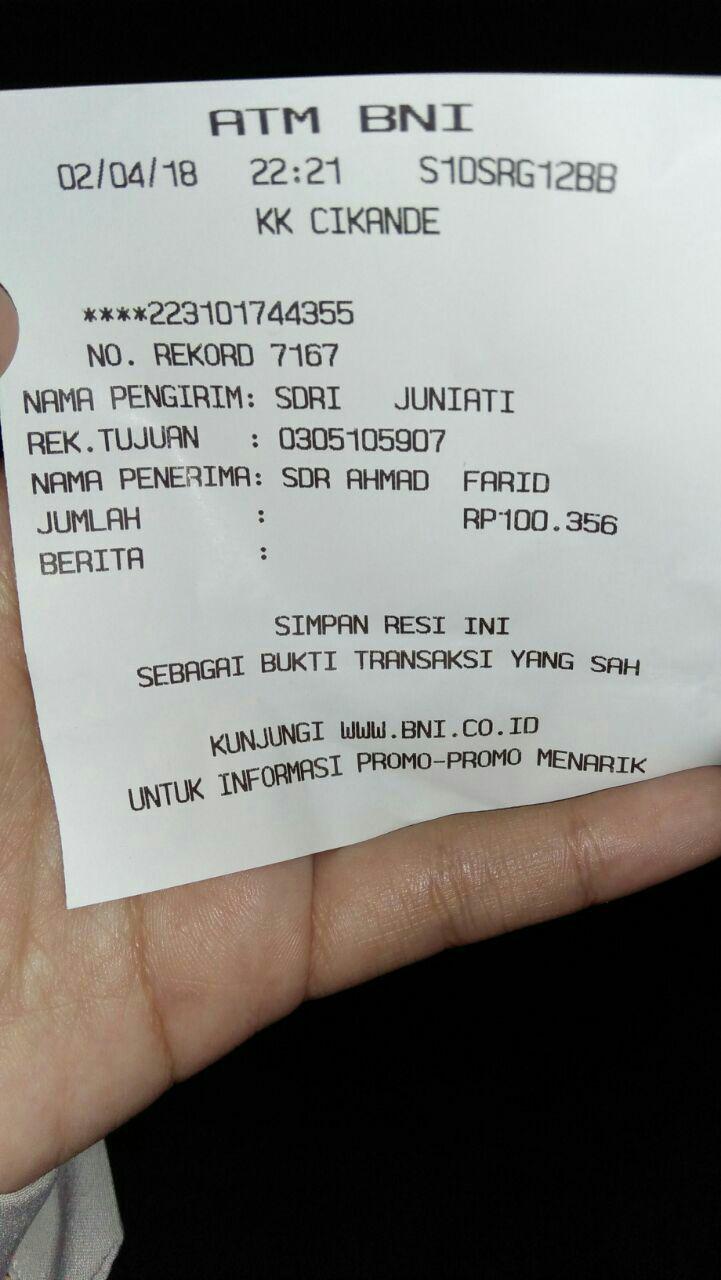 ATM BNI
02/04/18 22:21 S1DSRG12BB
KK CIKANDE
****223101744355
NO. REKORD 7167
NAMA PENGIRIM: SDRI JUNIATI
REK.TUJUAN : 0305105907
NAMA PENERIMA: SDR AHMAD FARID
JUMLAH : RP100.356
BERITA :
SIMPAN RESI INI
SEBAGAI BUKTI TRANSAKSI YANG SAH
KUNJUNGI WWW.BNI.CO.ID
UNTUK INFORMASI PROMO-PROMO MENARIK